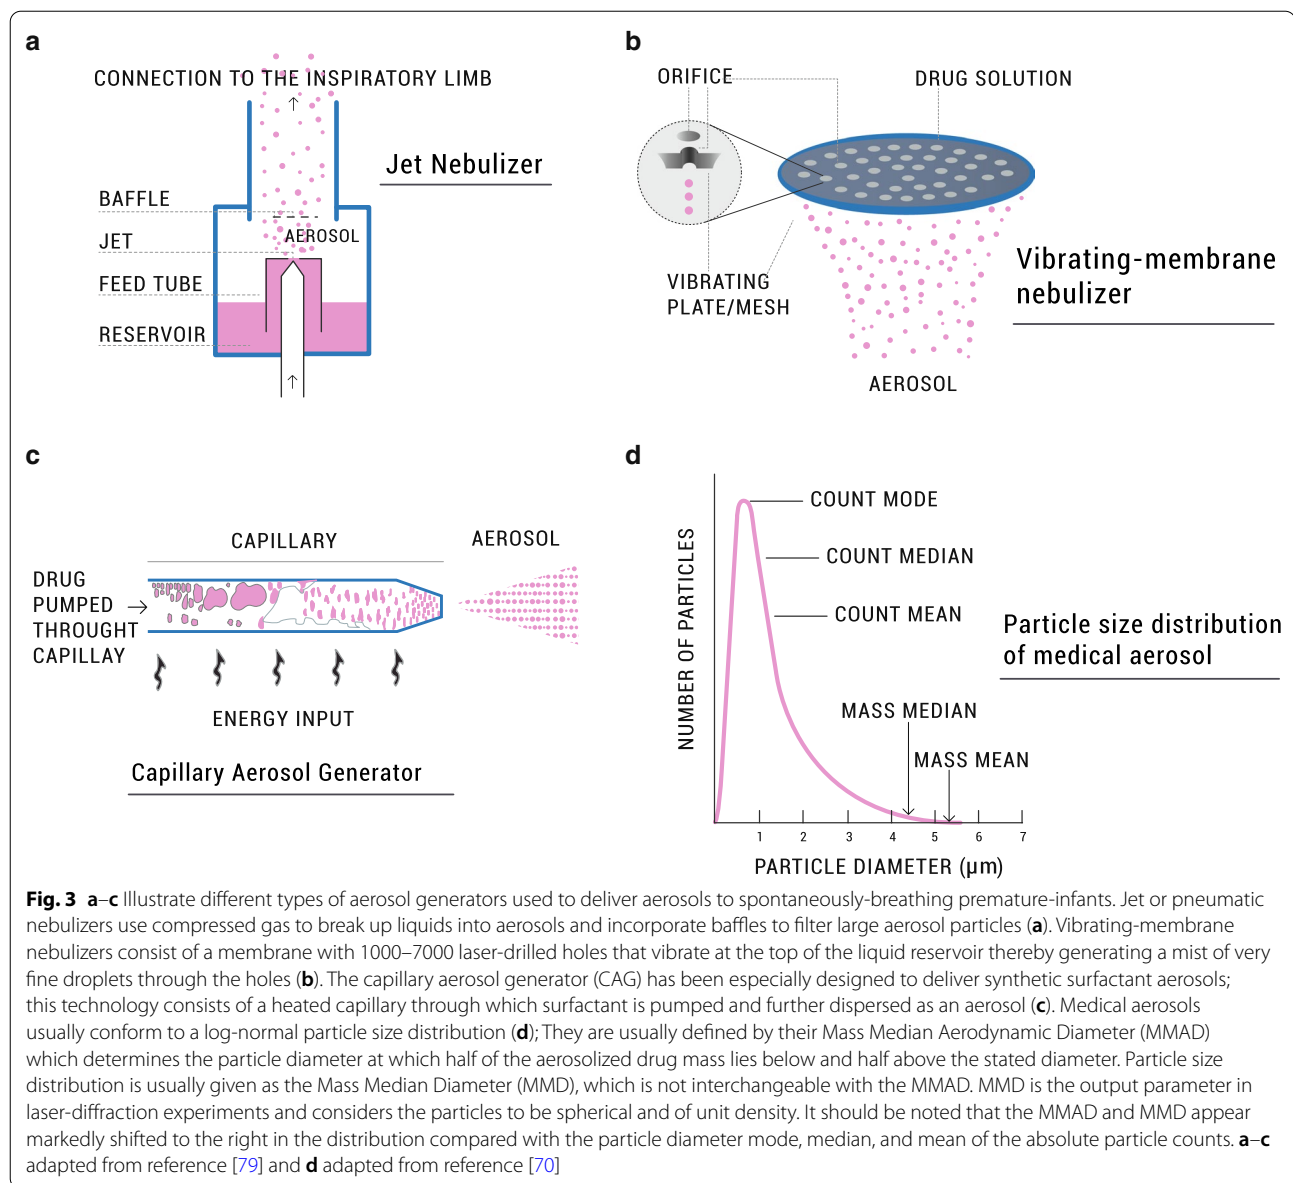 a
CONNECTION TO THE INSPIRATORY LIMB
Jet Nebulizer
BAFFLE
AEROSOL
JET
FEED TUBE
RESERVOIR
b
ORIFICE
DRUG SOLUTION
VIBRATING
PLATE/MESH
Vibrating-membrane
nebulizer
AEROSOL
c
CAPILLARY
AEROSOL
DRUG
PUMPED
THROUGHT
CAPILLAY
ENERGY INPUT
Capillary Aerosol Generator
d
COUNT MODE
COUNT MEDIAN
COUNT MEAN
MASS MEDIAN
MASS MEAN
NUMBER OF PARTICLES
1 2 3 4 5 6 7
PARTICLE DIAMETER (µm)
Particle size distribution
of medical aerosol
Fig. 3 a–c Illustrate different types of aerosol generators used to deliver aerosols to spontaneously-breathing premature-infants. Jet or pneumatic
nebulizers use compressed gas to break up liquids into aerosols and incorporate baffles to filter large aerosol particles (a). Vibrating-membrane
nebulizers consist of a membrane with 1000–7000 laser-drilled holes that vibrate at the top of the liquid reservoir thereby generating a mist of very
fine droplets through the holes (b). The capillary aerosol generator (CAG) has been especially designed to deliver synthetic surfactant aerosols;
this technology consists of a heated capillary through which surfactant is pumped and further dispersed as an aerosol (c). Medical aerosols
usually conform to a log-normal particle size distribution (d); They are usually defined by their Mass Median Aerodynamic Diameter (MMAD)
which determines the particle diameter at which half of the aerosolized drug mass lies below and half above the stated diameter. Particle size
distribution is usually given as the Mass Median Diameter (MMD), which is not interchangeable with the MMAD. MMD is the output parameter in
laser-diffraction experiments and considers the particles to be spherical and of unit density. It should be noted that the MMAD and MMD appear
markedly shifted to the right in the distribution compared with the particle diameter mode, median, and mean of the absolute particle counts. a–c
adapted from reference [79] and d adapted from reference [70]